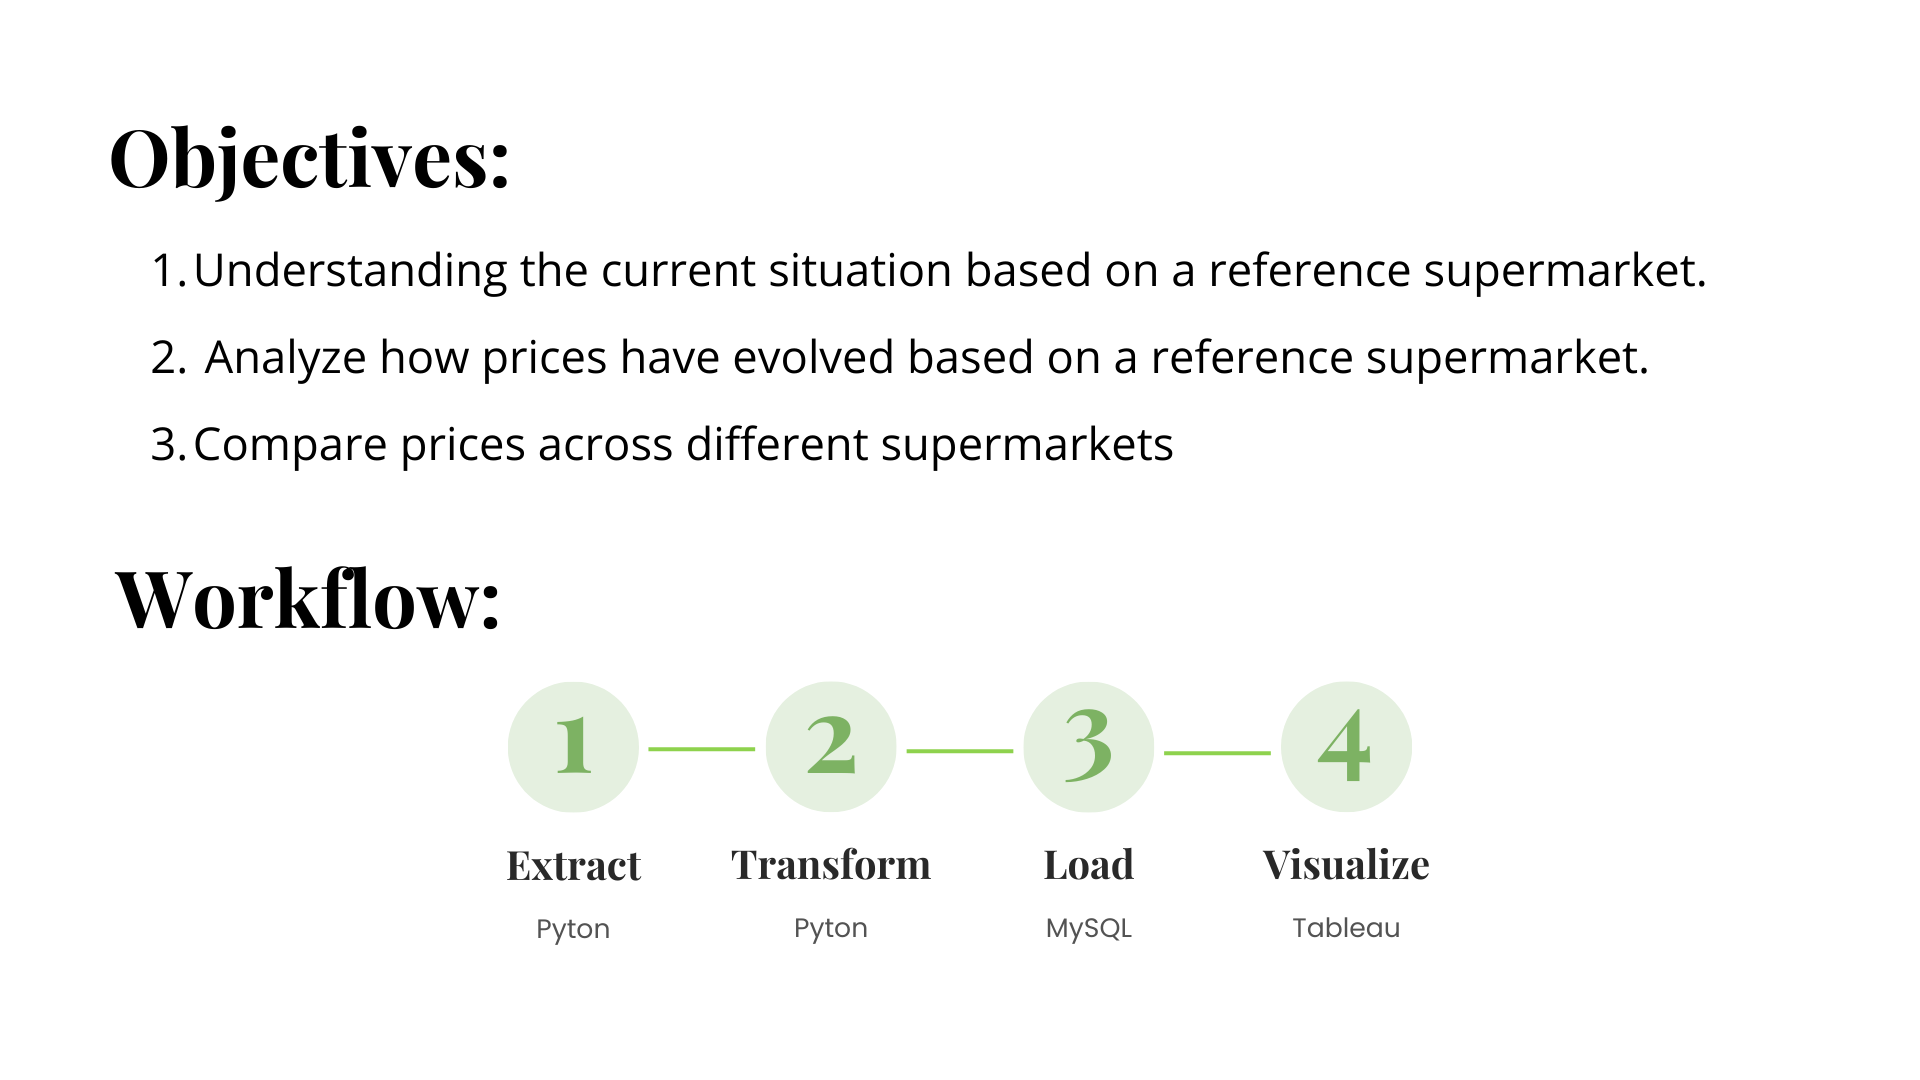 Objectives:
1. Understanding the current situation based on a reference supermarket.
2. Analyze how prices have evolved based on a reference supermarket.
3. Compare prices across different supermarkets
Workflow:
1 2 3 4
Extract Transform Load Visualize
Pyton Pyton MySQL Tableau